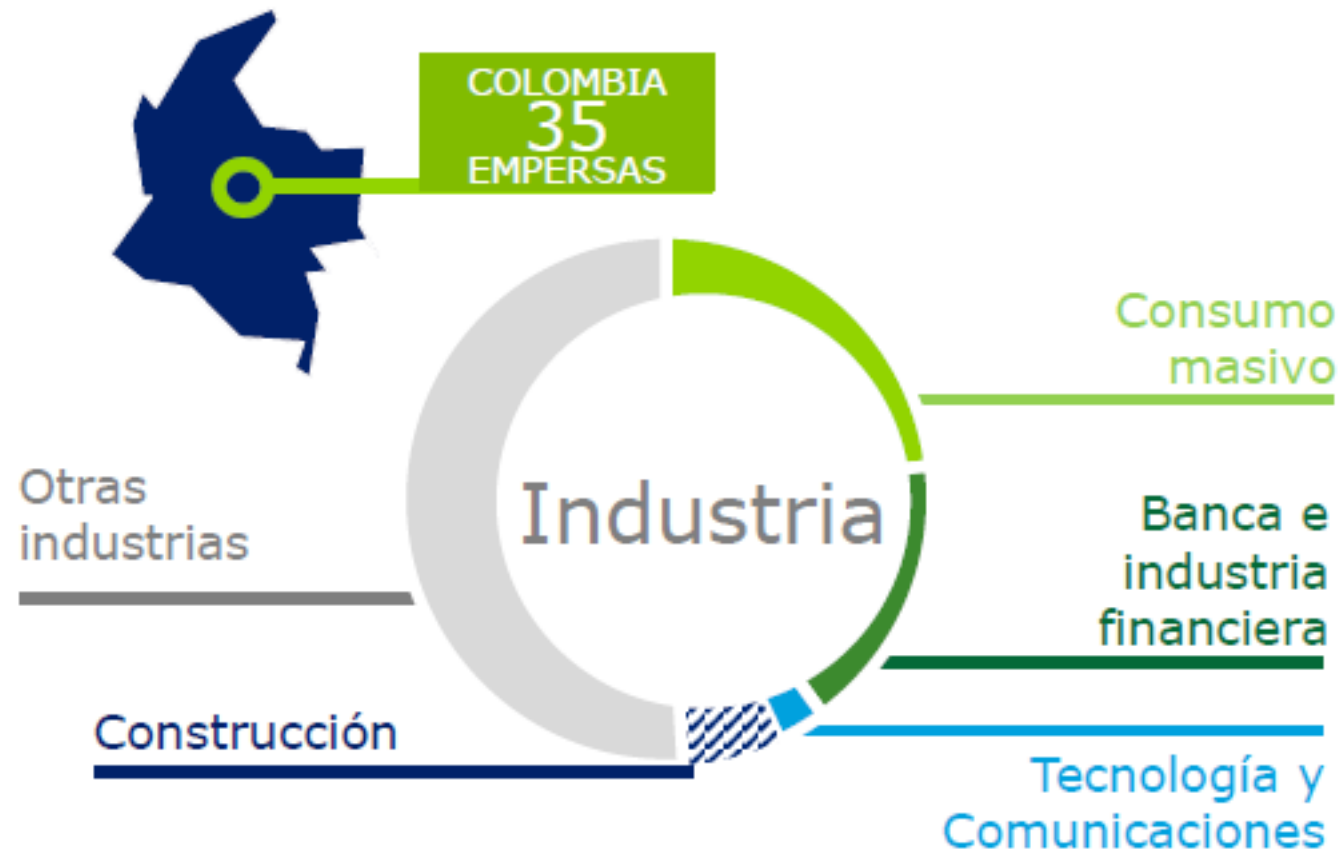 COLOMBIA
35
EMPERSAS
Consumo
masivo
Otras
industrias
Industria
Banca e
industria
financiera
Construcción
Tecnología y
Comunicaciones